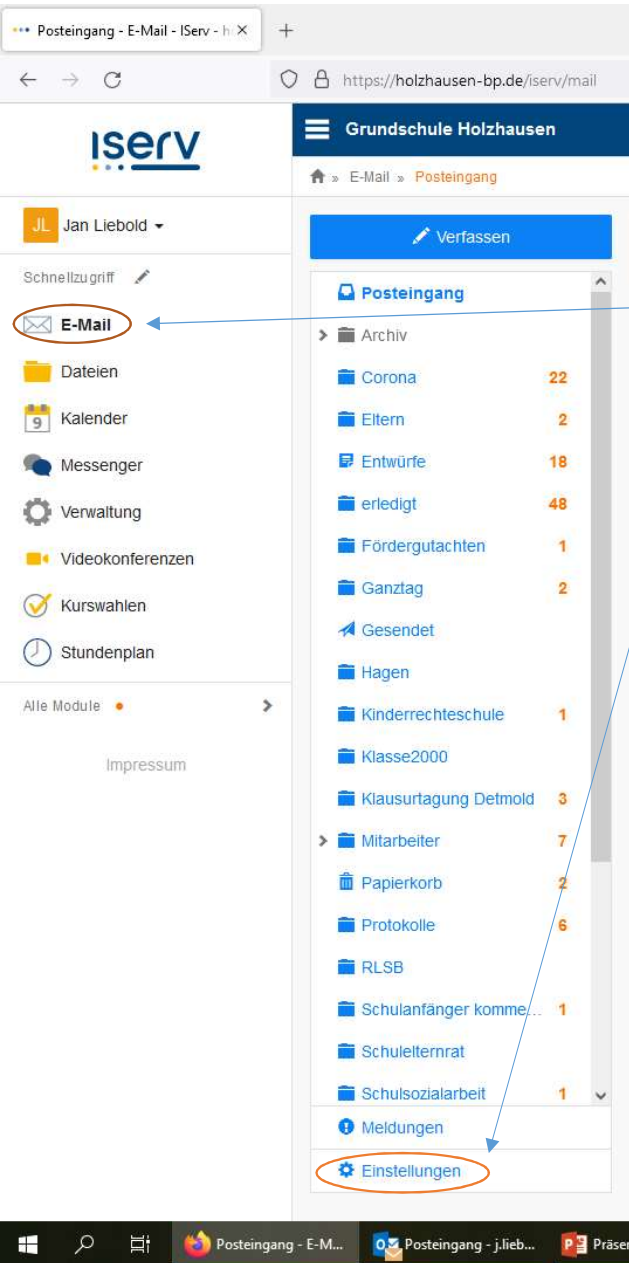 Posteingang - E-Mail - IServ - h
https://holzhausen-bp.de/iserv/mail
IServ
Grundschule Holzhausen
» E-Mail » Posteingang
JL Jan Liebold
Verfassen
Schnellzugriff
E-Mail
Dateien
9 Kalender
Messenger
Verwaltung
Videokonferenzen
Kurswahlen
Stundenplan
Alle Module
Impressum
Posteingang
Archiv
Corona 22
Eltern 2
Entwürfe 18
erledigt 48
Fördergutachten 1
Ganztag 2
Gesendet
Hagen
Kinderrechteschule 1
Klasse2000
Klausurtagung Detmold 3
Mitarbeiter 7
Papierkorb 2
Protokolle 6
RLSB
Schulanfänger komme... 1
Schulelternrat
Schulsozialarbeit 1
Meldungen
Einstellungen
Posteingang - E-M... Posteingang - j.lieb... Präsen